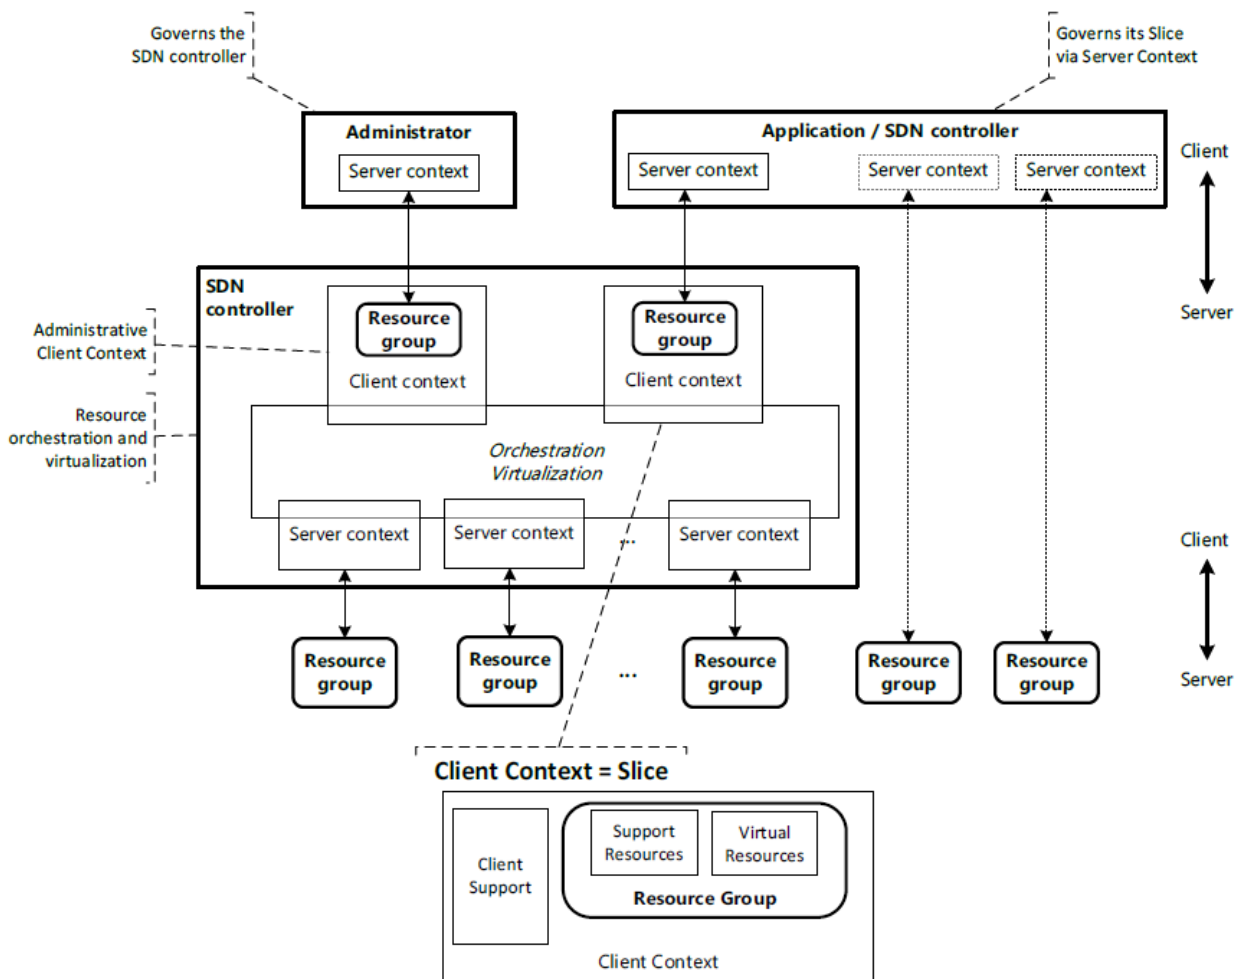 Governs the
SDN controller
Governs its Slice
via Server Context
Administrator
Server context
Application / SDN controller
Server context
Server context
Server context
Client
Server
SDN
controller
Resource
group
Client context
Resource
group
Client context
Administrative
Client Context
Resource
orchestration and
virtualization
Orchestration
Virtualization
Server context
Server context
...
Server context
Client
Server
Resource
group
Resource
group
...
Resource
group
Resource
group
Resource
group
Client Context = Slice
Client
Support
Support
Resources
Virtual
Resources
Resource Group
Client Context